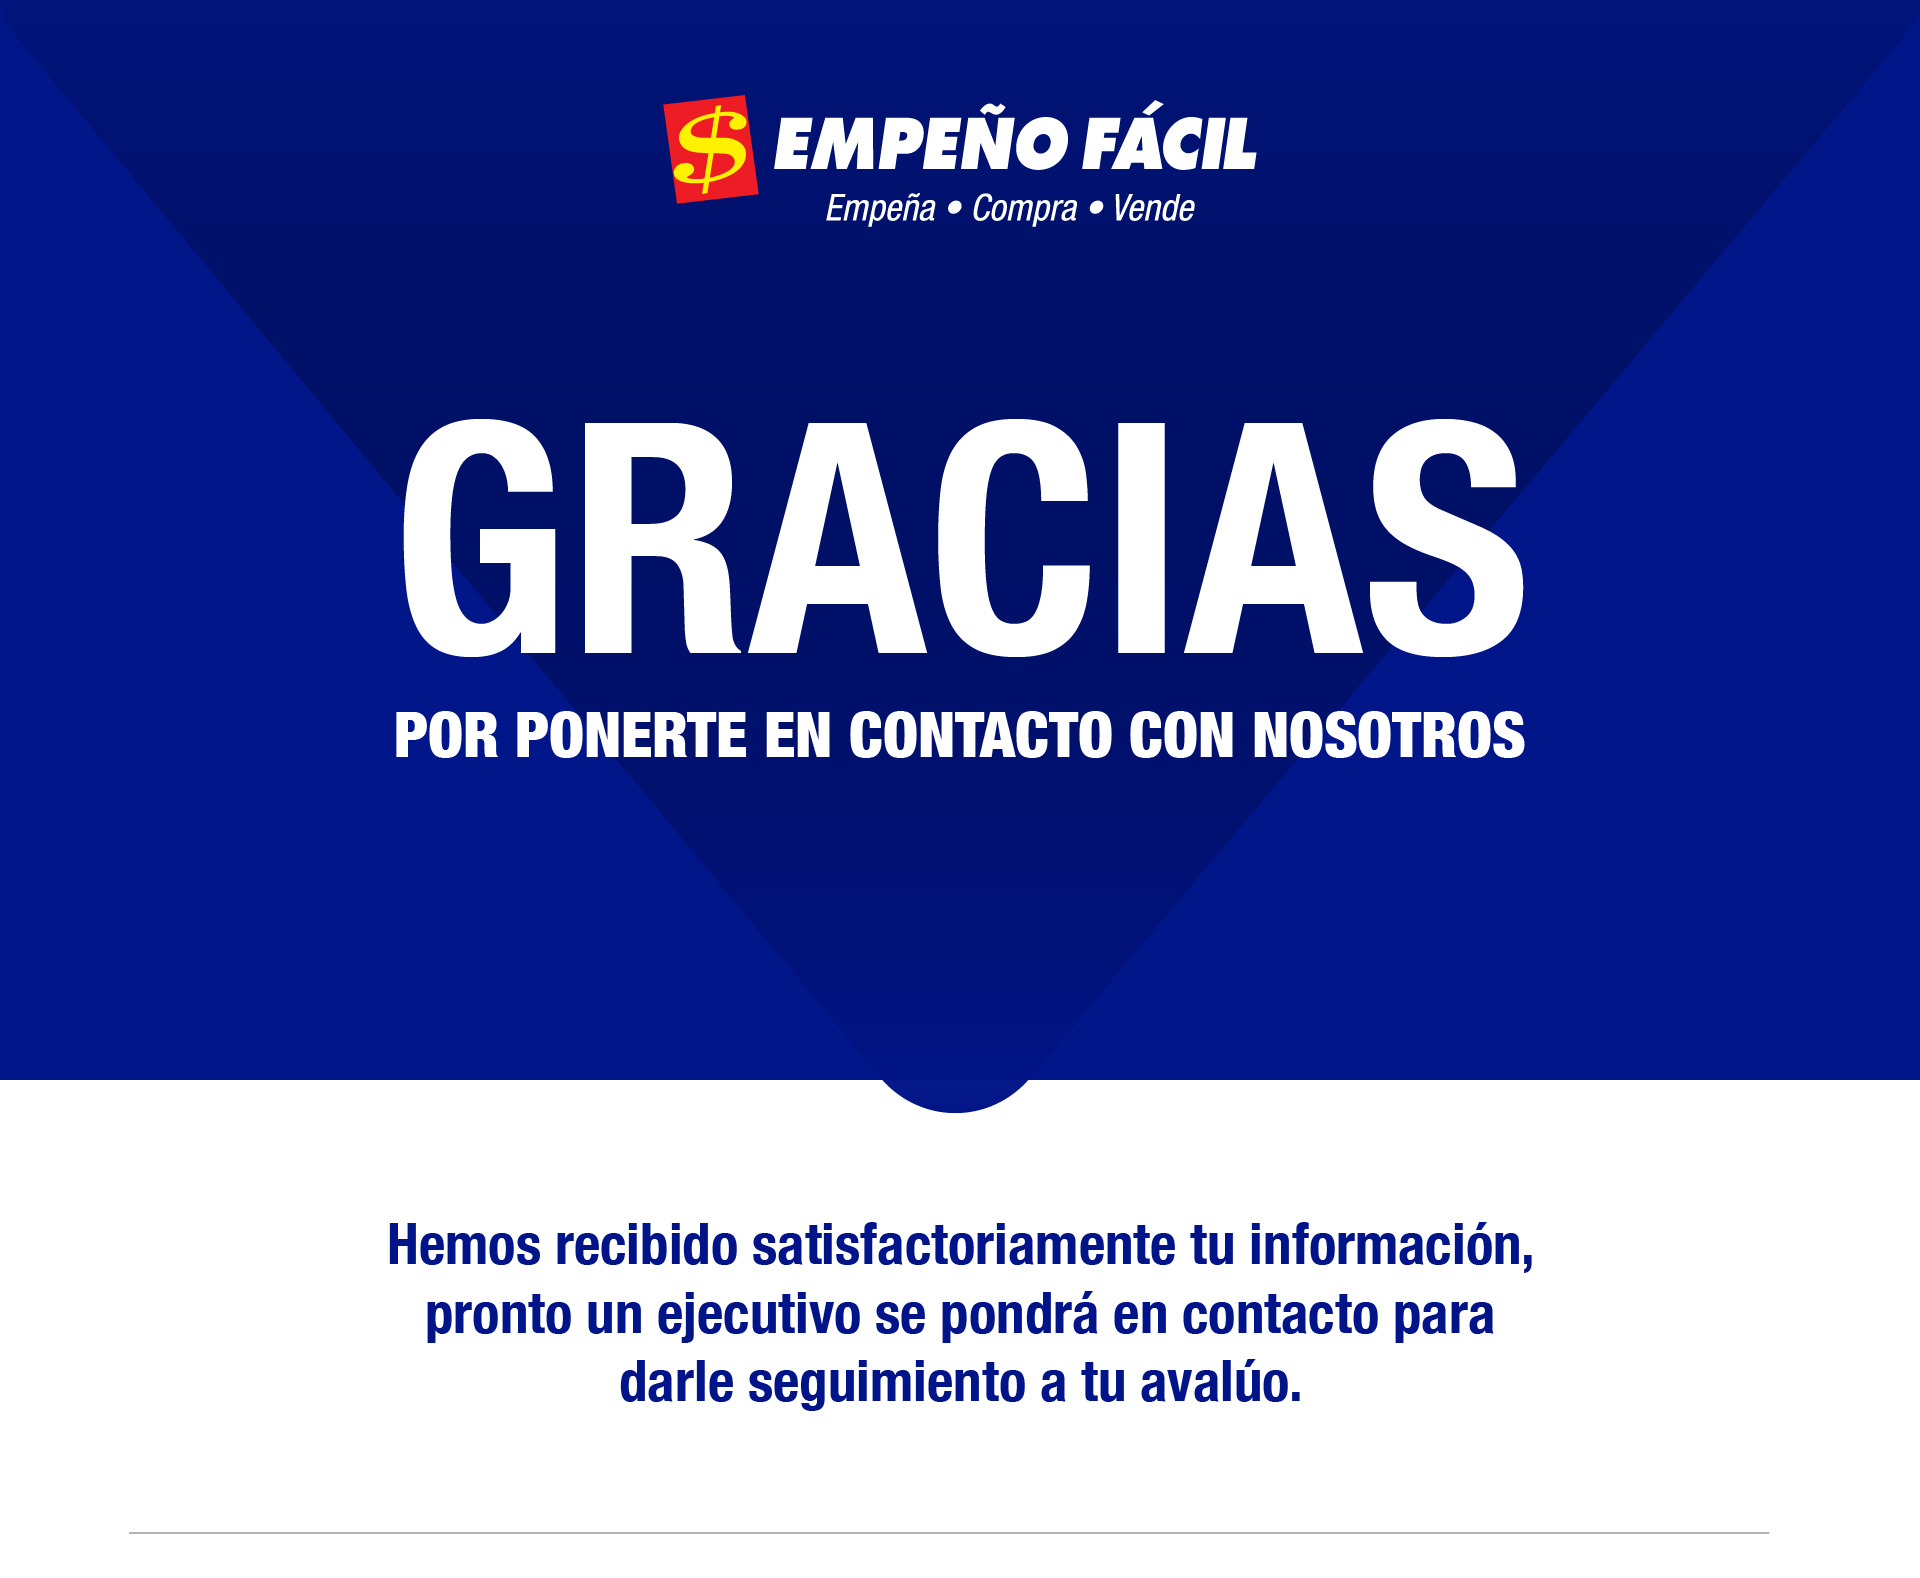 $ EMPEÑO FÁCIL
Empeña • Compra • Vende
GRACIAS
POR PONERTE EN CONTACTO CON NOSOTROS
Hemos recibido satisfactoriamente tu información,
pronto un ejecutivo se pondrá en contacto para
darle seguimiento a tu avalúo.